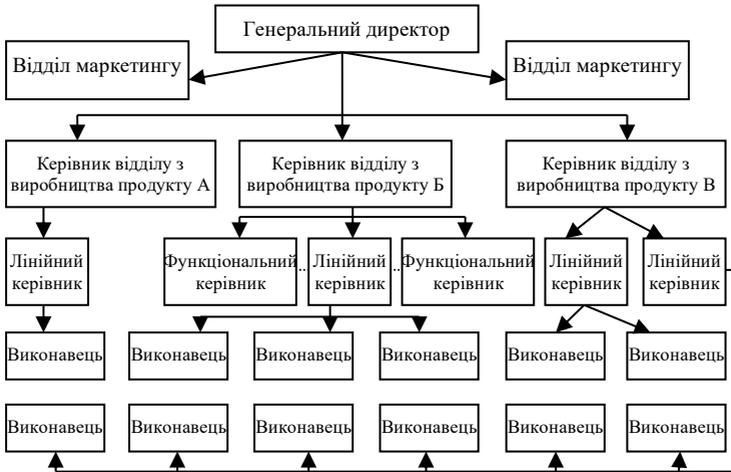 Генеральний директор
Відділ маркетингу
Відділ маркетингу
Керівник відділу з
виробництва продукту А
Керівник відділу з
виробництва продукту Б
Керівник відділу з
виробництва продукту В
Лінійний
керівник
Функціональний
керівник
..
Лінійний
керівник
..
Функціональний
керівник
Лінійний
керівник
Лінійний
керівник
Виконавець
Виконавець
Виконавець
Виконавець
Виконавець
Виконавець
Виконавець
Виконавець
Виконавець
Виконавець
Виконавець
Виконавець